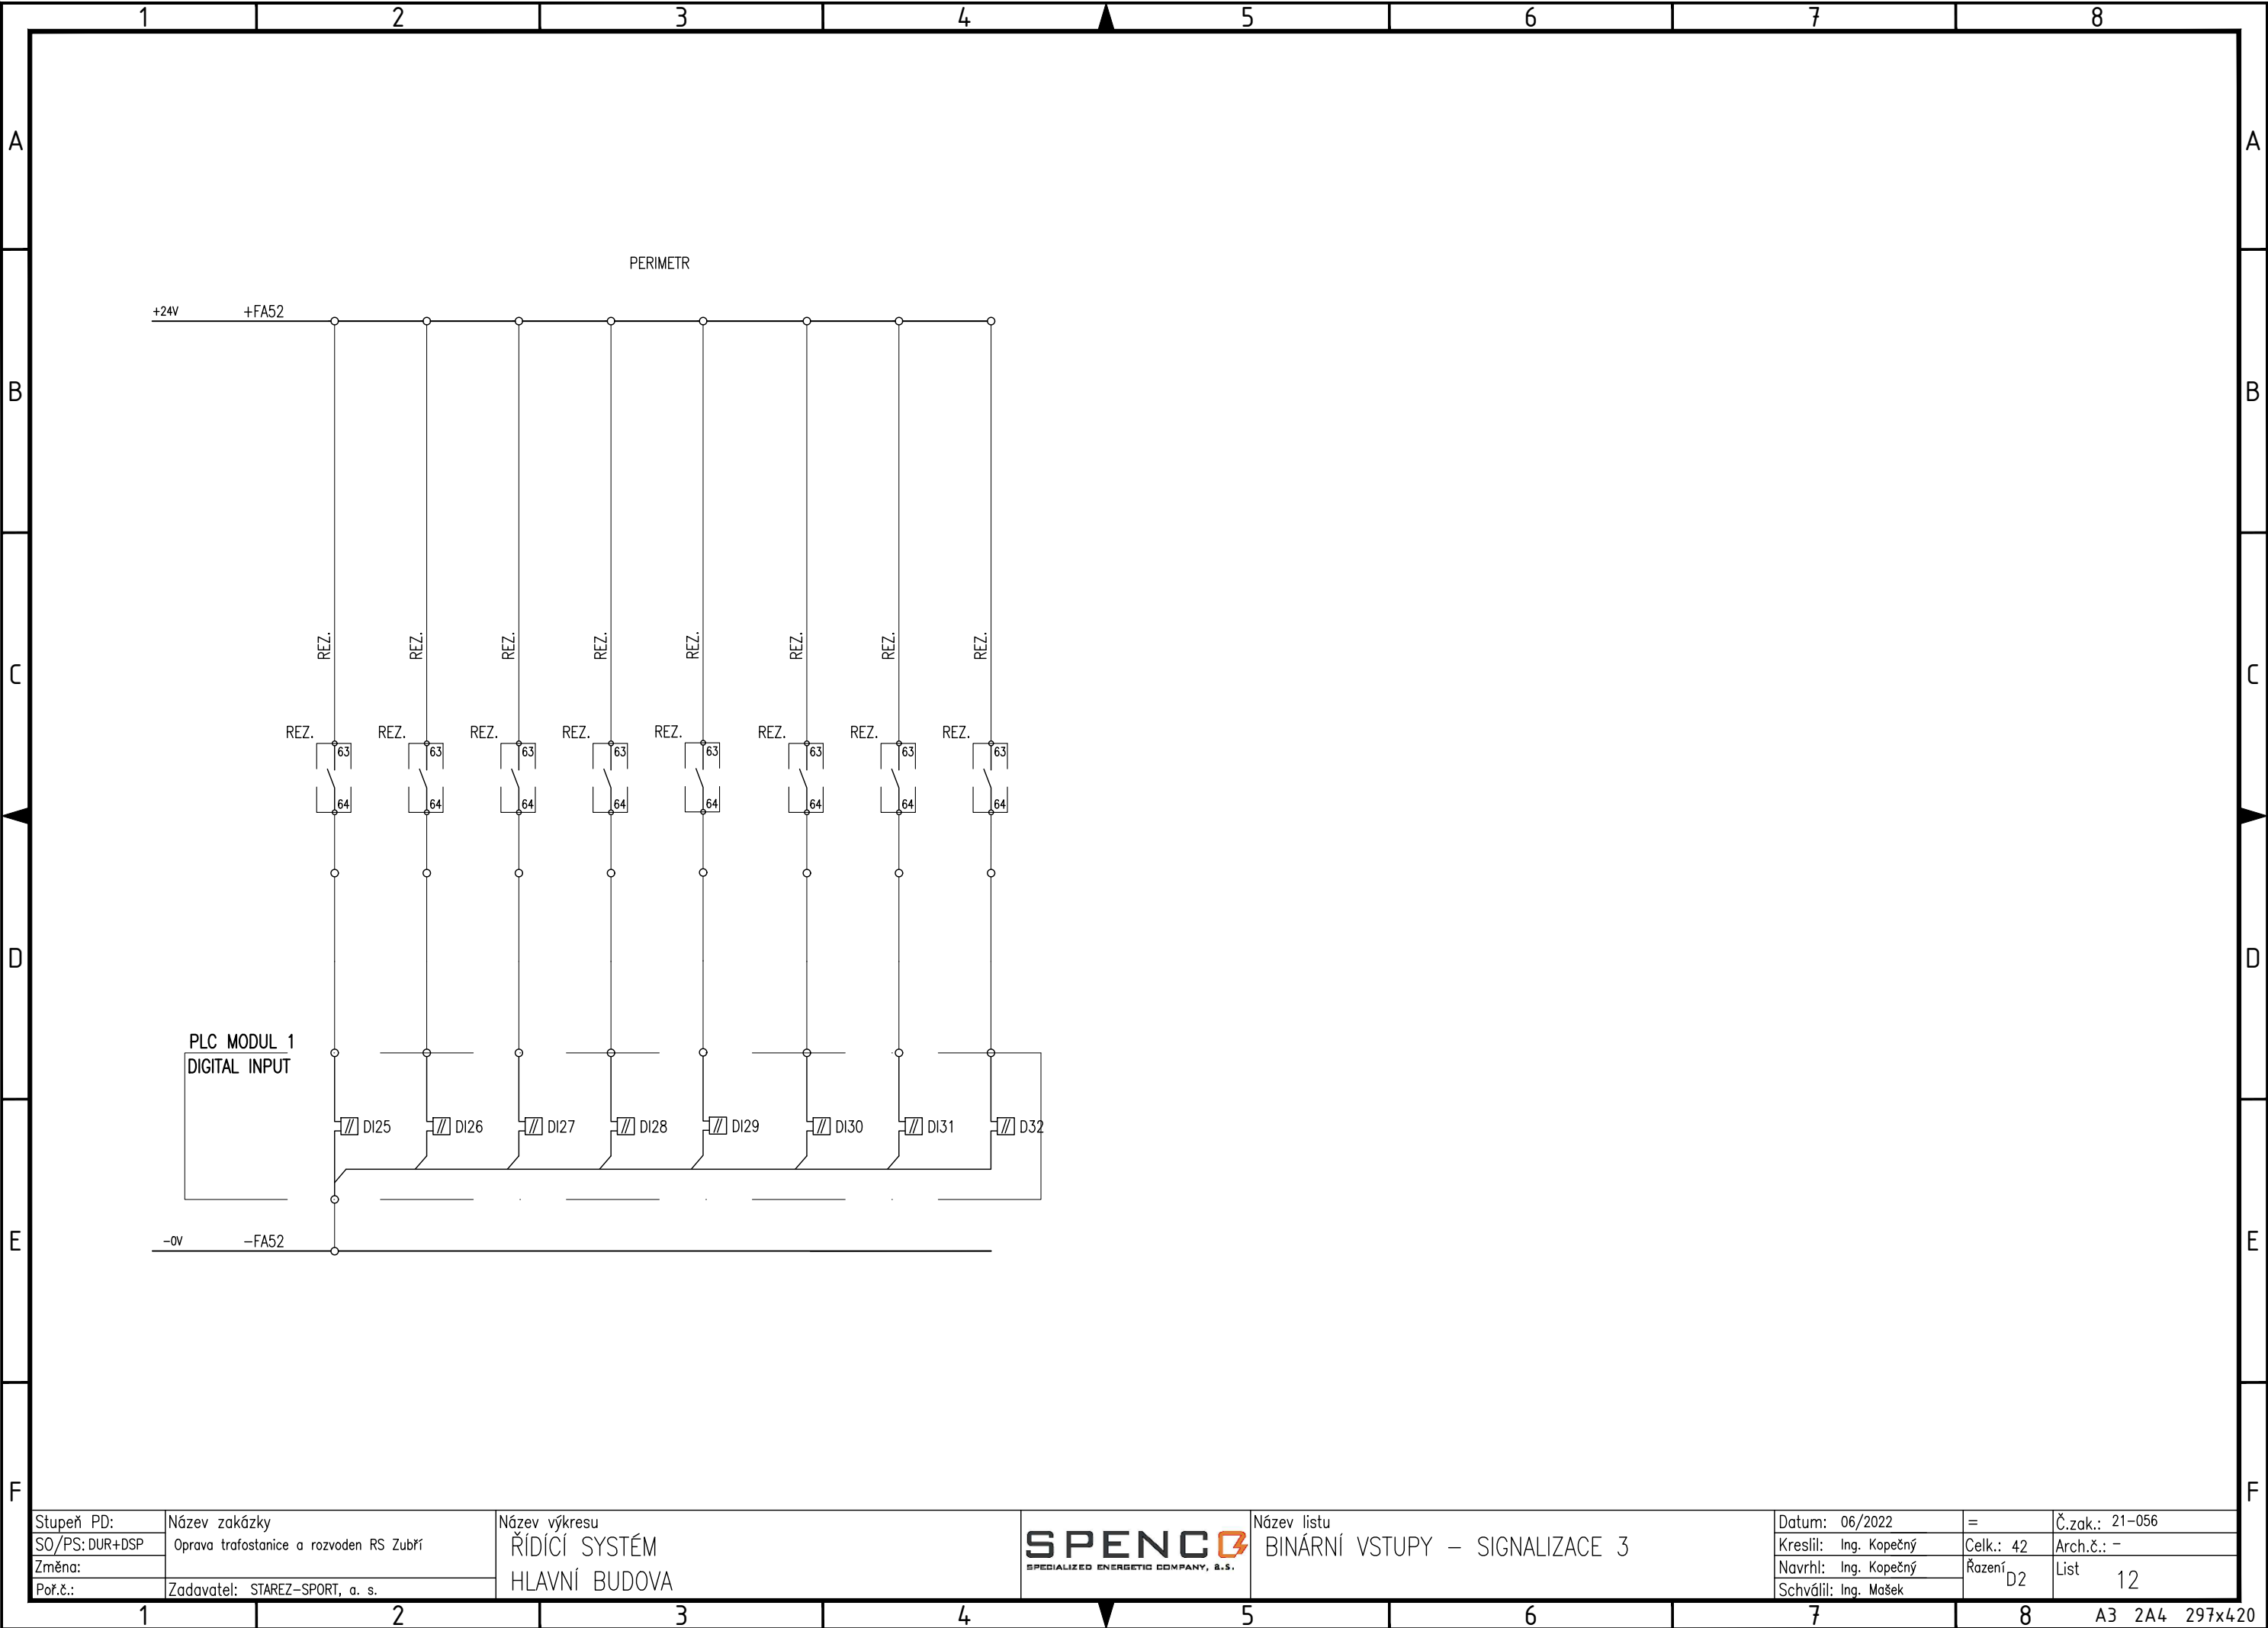 1 2 3 4 5 6 7 8
A A
PERIMETR
+24V +FA52
B B
REZ. REZ. REZ. REZ. REZ. REZ. REZ. REZ.
C C
REZ. REZ. REZ. REZ. REZ. REZ. REZ. REZ.
63 63 63 63 63 63 63 63
64 64 64 64 64 64 64 64
D D
PLC MODUL 1
DIGITAL INPUT
DI25 DI26 DI27 DI28 DI29 DI30 DI31 D32
-0V -FA52
E E
F F
Stupeň PD:
SO/PS: DUR+DSP
Změna:
Poř.č.:
Název zakázky
Oprava trafostanice a rozvoden RS Zubří
Zadavatel: STAREZ-SPORT, a. s.
Název výkresu
ŘÍDÍCÍ SYSTÉM
HLAVNÍ BUDOVA
SPENCO
SPECIALIZED ENERGETIC COMPANY, a.s.
Název listu
BINÁRNÍ VSTUPY – SIGNALIZACE 3
Datum: 06/2022
Kreslil: Ing. Kopečný
Navrhl: Ing. Kopečný
Schválil: Ing. Mašek
=
Celk.: 42
Řazení D2
Č.zak.: 21-056
Arch.č.: -
List 12
1 2 3 4 5 6 7 8
A3 2A4 297x420